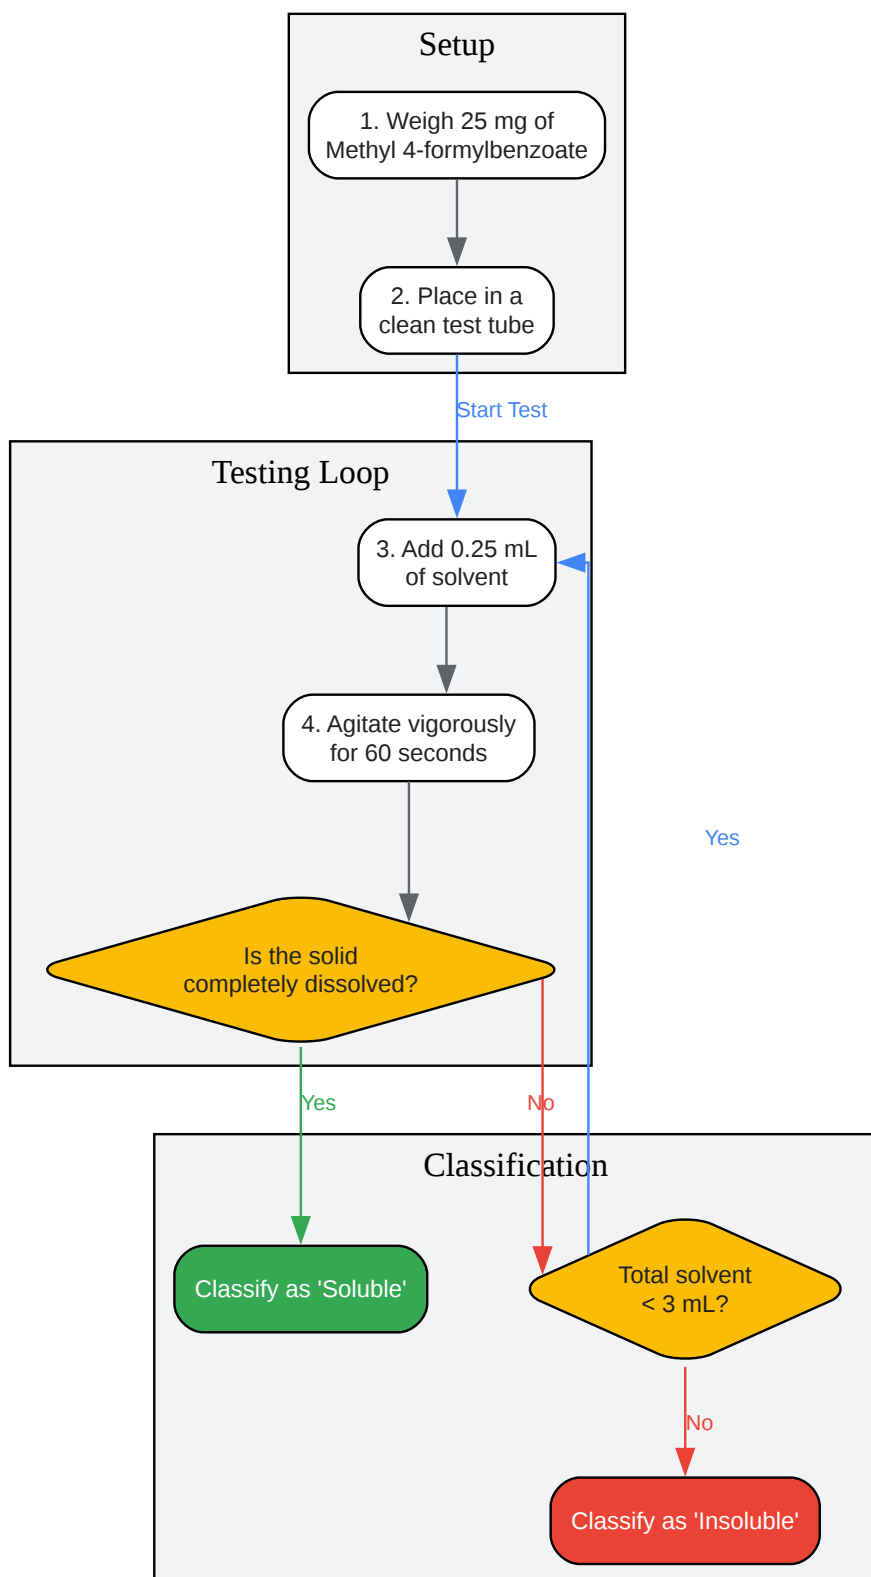 Setup
1. Weigh 25 mg of
Methyl 4-formylbenzoate
2. Place in a
clean test tube
Start Test
Testing Loop
3. Add 0.25 mL
of solvent
4. Agitate vigorously
for 60 seconds
Yes
Is the solid
completely dissolved?
Yes
No
Classification
Classify as 'Soluble'
Total solvent
< 3 mL?
No
Classify as 'Insoluble'